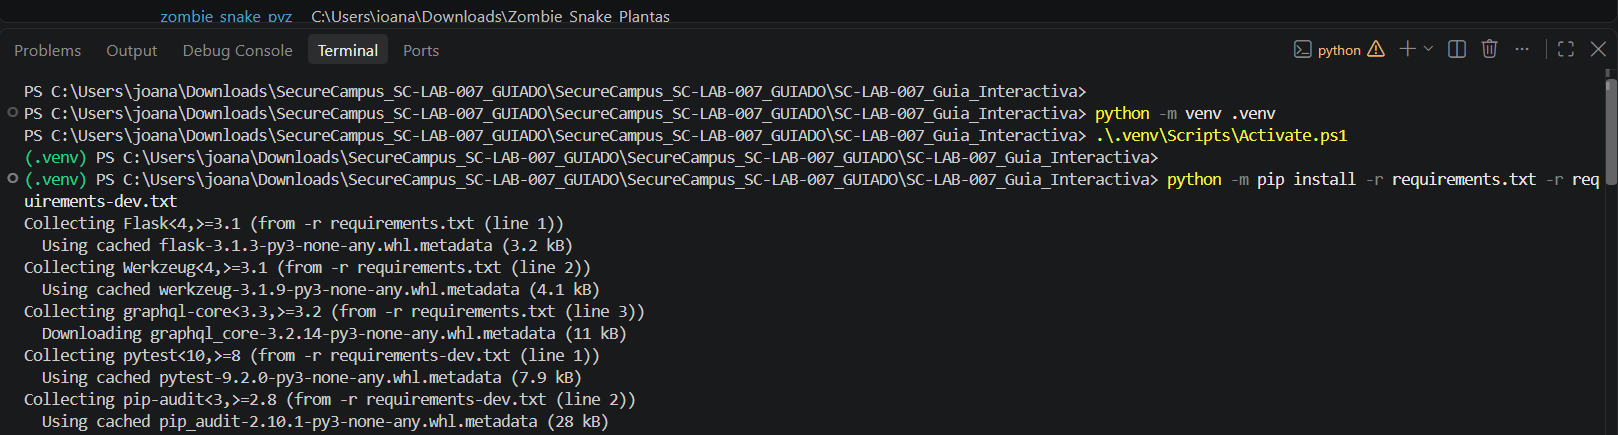 zombie_snake_pvz C:\Users\joana\Downloads\Zombie Snake Plantas
Problems Output Debug Console Terminal Ports python
PS C:\Users\joana\Downloads\SecureCampus_SC-LAB-007_GUIADO\SecureCampus_SC-LAB-007_GUIADO\SC-LAB-007_Guia_Interactiva>
PS C:\Users\joana\Downloads\SecureCampus_SC-LAB-007_GUIADO\SecureCampus_SC-LAB-007_GUIADO\SC-LAB-007_Guia_Interactiva> python -m venv .venv
PS C:\Users\joana\Downloads\SecureCampus_SC-LAB-007_GUIADO\SecureCampus_SC-LAB-007_GUIADO\SC-LAB-007_Guia_Interactiva> .\.venv\Scripts\Activate.ps1
(.venv) PS C:\Users\joana\Downloads\SecureCampus_SC-LAB-007_GUIADO\SecureCampus_SC-LAB-007_GUIADO\SC-LAB-007_Guia_Interactiva>
(.venv) PS C:\Users\joana\Downloads\SecureCampus_SC-LAB-007_GUIADO\SecureCampus_SC-LAB-007_GUIADO\SC-LAB-007_Guia_Interactiva> python -m pip install -r requirements.txt -r req
uirements-dev.txt
Collecting Flask<4,>=3.1 (from -r requirements.txt (line 1))
  Using cached flask-3.1.3-py3-none-any.whl.metadata (3.2 kB)
Collecting Werkzeug<4,>=3.1 (from -r requirements.txt (line 2))
  Using cached werkzeug-3.1.9-py3-none-any.whl.metadata (4.1 kB)
Collecting graphql-core<3.3,>=3.2 (from -r requirements.txt (line 3))
  Downloading graphql_core-3.2.14-py3-none-any.whl.metadata (11 kB)
Collecting pytest<10,>=8 (from -r requirements-dev.txt (line 1))
  Using cached pytest-9.2.0-py3-none-any.whl.metadata (7.9 kB)
Collecting pip-audit<3,>=2.8 (from -r requirements-dev.txt (line 2))
  Using cached pip_audit-2.10.1-py3-none-any.whl.metadata (28 kB)